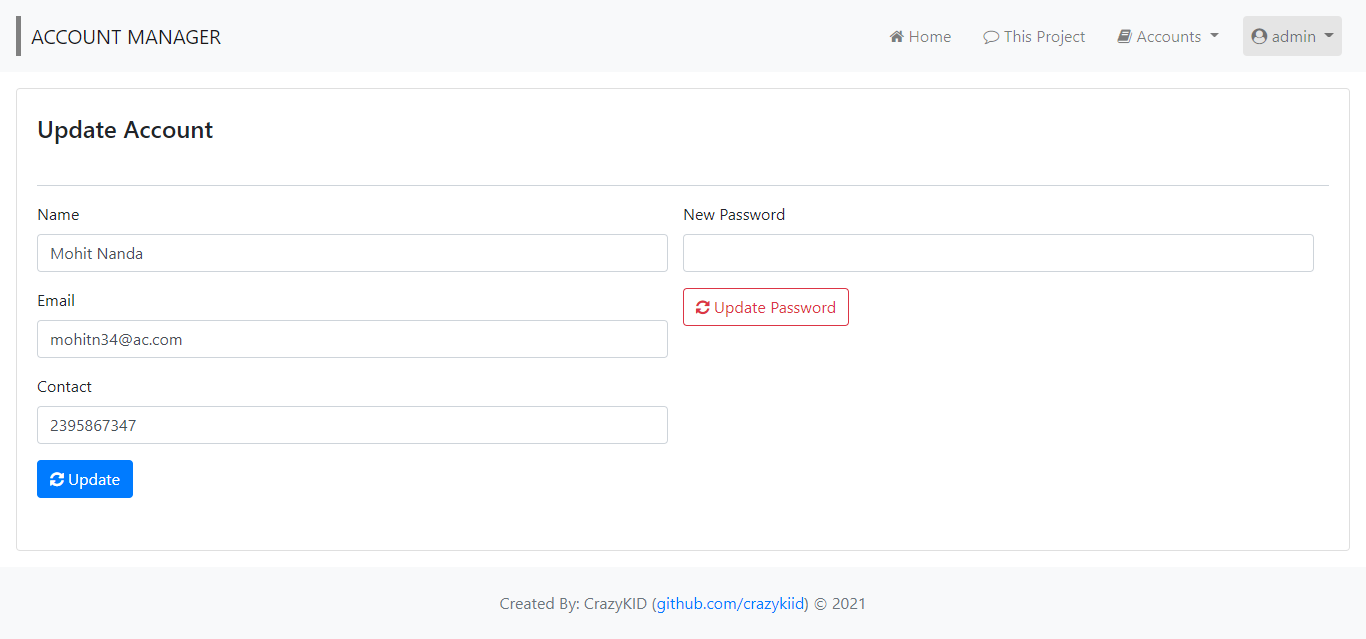 ACCOUNT MANAGER
Home
This Project
Accounts
admin
Update Account
Name
Mohit Nanda
Email
mohitn34@ac.com
Contact
2395867347
Update
New Password
Update Password
Created By: CrazyKID (github.com/crazykiid) © 2021